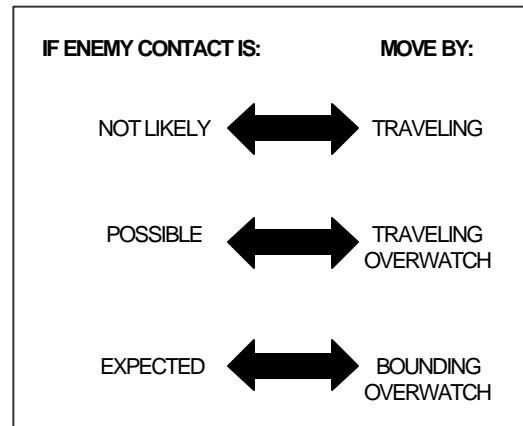 IF ENEMY CONTACT IS: MOVE BY:
NOT LIKELY TRAVELING
POSSIBLE TRAVELING
OVERWATCH
EXPECTED BOUNDING
OVERWATCH